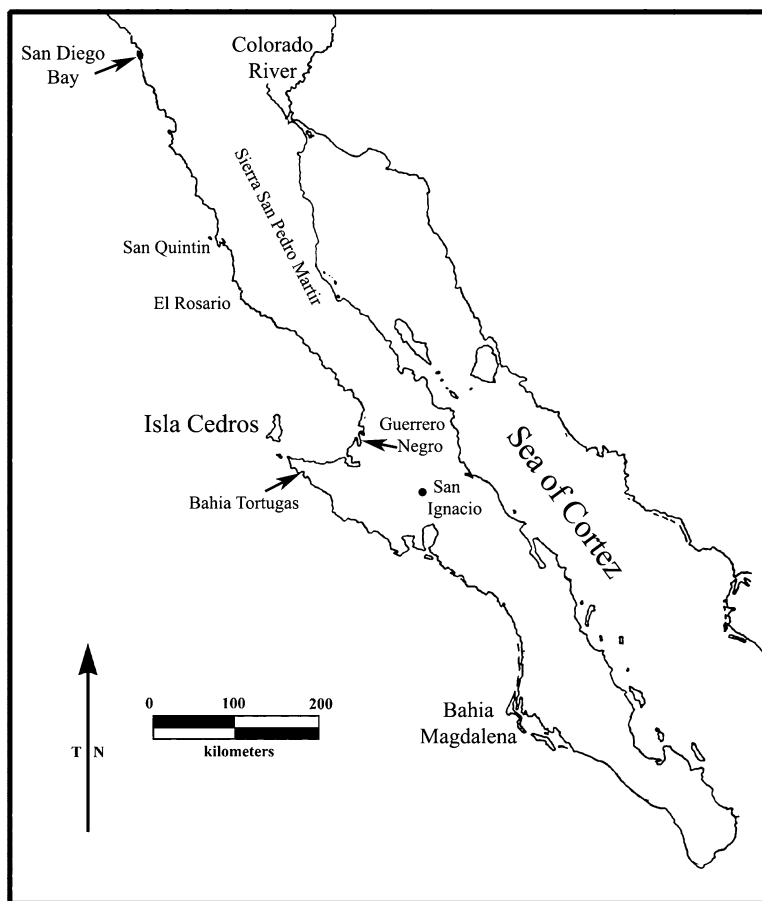 San Diego
Bay
Colorado
River
Sierra San Pedro Martir
San Quintin
El Rosario
Isla Cedros
Guerrero
Negro
Sea of Cortez
San
Ignacio
Bahia Tortugas
0 100 200
kilometers
T N
Bahia
Magdalena